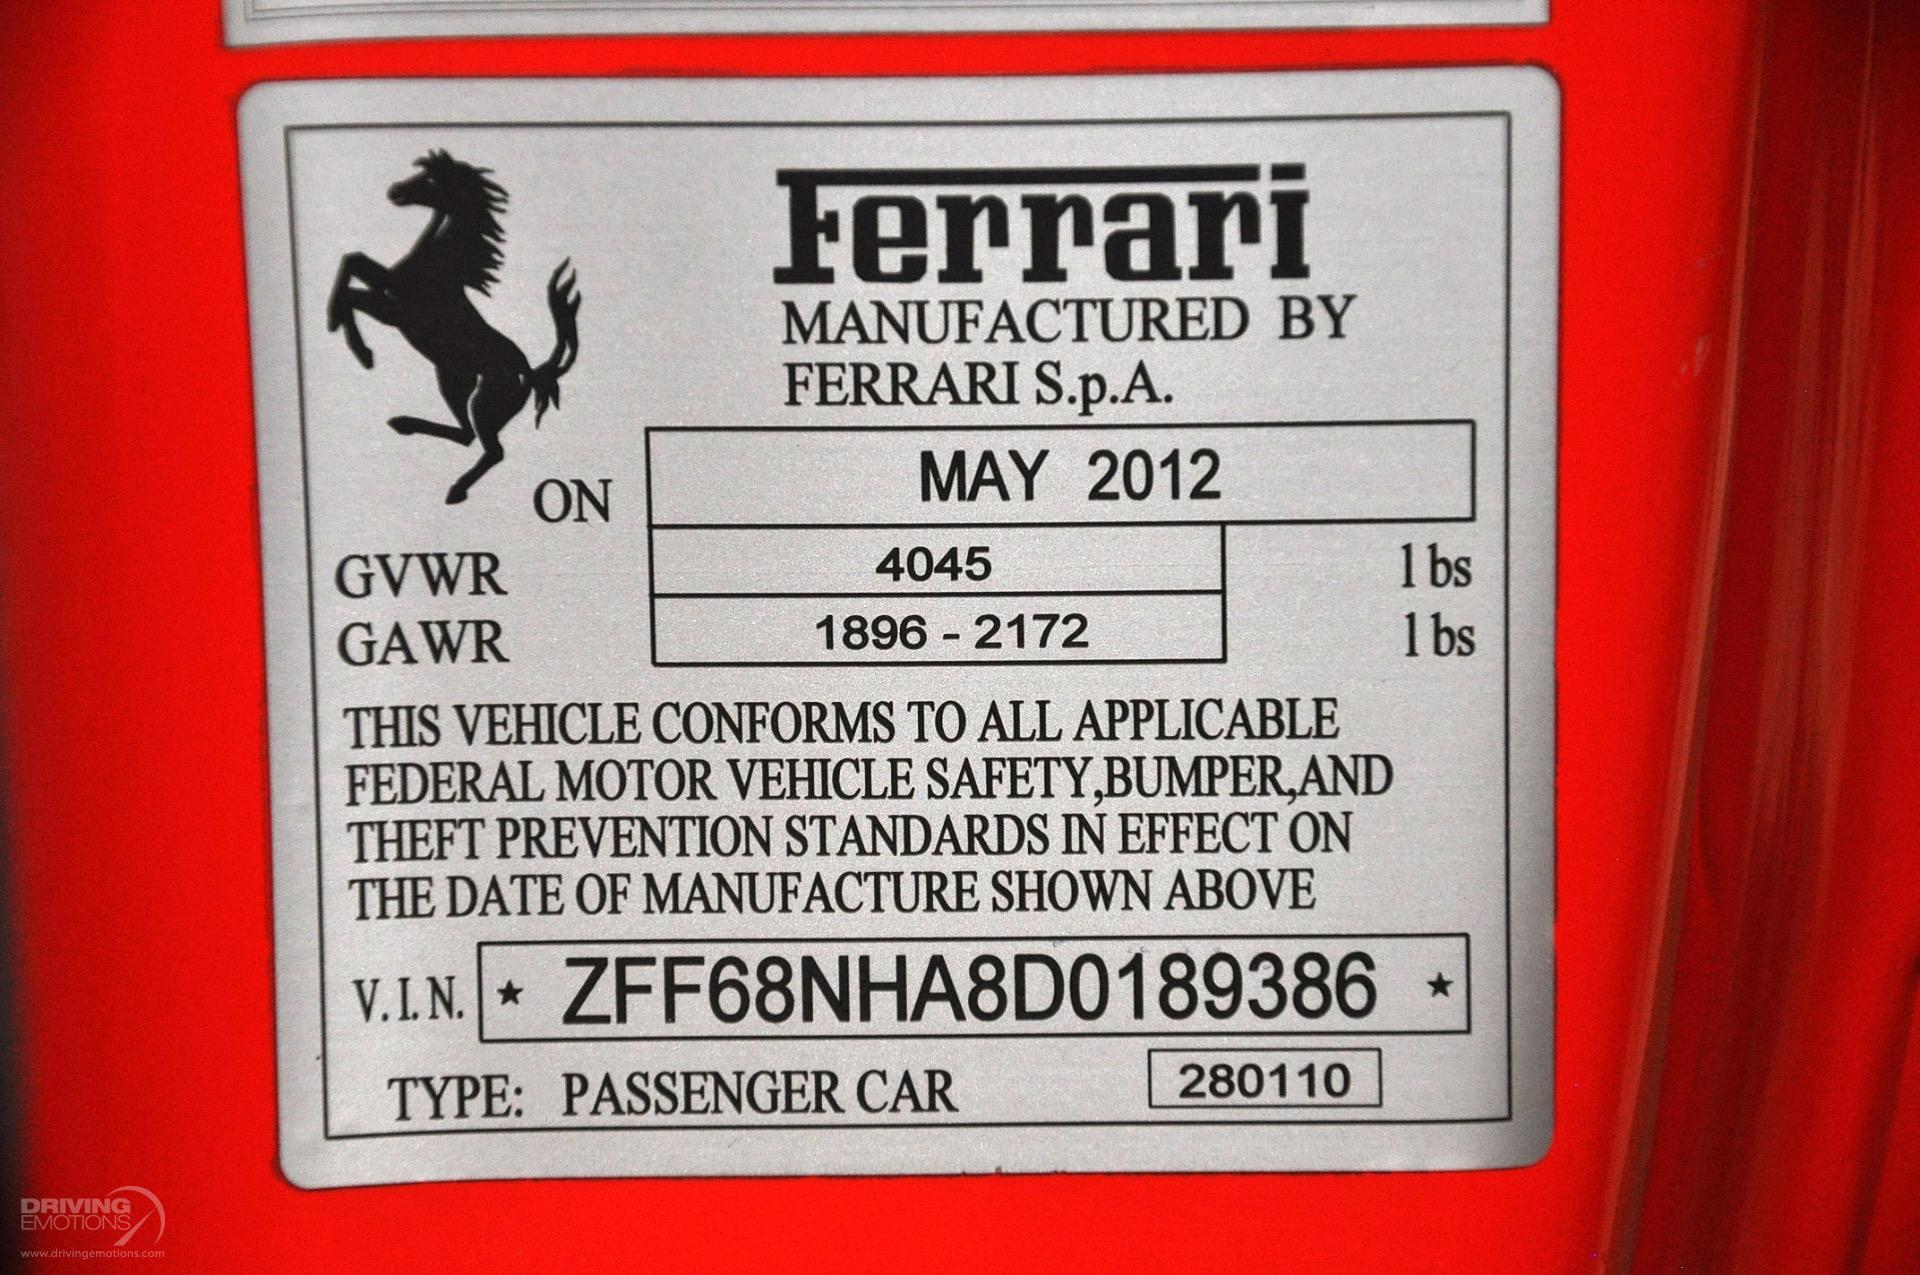 Ferrari
MANUFACTURED BY
FERRARI S.p.A.
ON MAY 2012
GVWR 4045 lbs
GAWR 1896 - 2172 lbs
THIS VEHICLE CONFORMS TO ALL APPLICABLE
FEDERAL MOTOR VEHICLE SAFETY,BUMPER,AND
THEFT PREVENTION STANDARDS IN EFFECT ON
THE DATE OF MANUFACTURE SHOWN ABOVE
V.I.N. ★ ZFF68NHA8D0189386 ★
TYPE: PASSENGER CAR 280110
DRIVING
EMOTIONS
www.drivingemotions.com